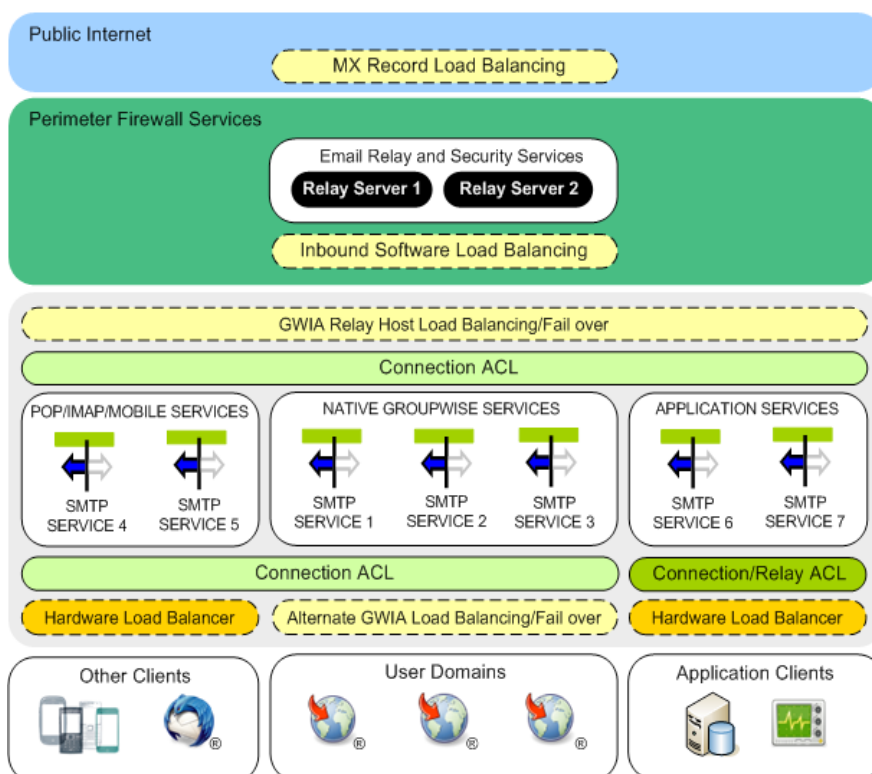 Public Internet
MX Record Load Balancing
Perimeter Firewall Services
Email Relay and Security Services
Relay Server 1
Relay Server 2
Inbound Software Load Balancing
GWIA Relay Host Load Balancing/Fail over
Connection ACL
POP/IMAP/MOBILE SERVICES
SMTP
SERVICE 4
SMTP
SERVICE 5
NATIVE GROUPWISE SERVICES
SMTP
SERVICE 1
SMTP
SERVICE 2
SMTP
SERVICE 3
APPLICATION SERVICES
SMTP
SERVICE 6
SMTP
SERVICE 7
Connection ACL
Connection/Relay ACL
Hardware Load Balancer
Alternate GWIA Load Balancing/Fail over
Hardware Load Balancer
Other Clients
®
User Domains
®
®
®
Application Clients